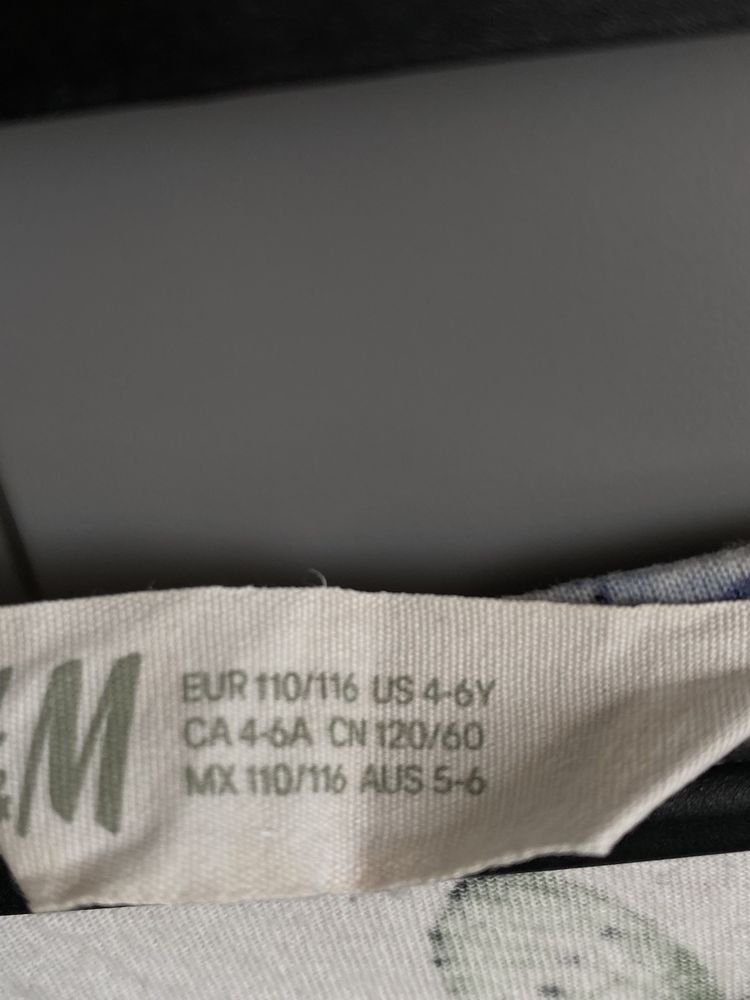 M
EUR 110/116 US 4-6Y
CA 4-6A CN 120/60
MX 110/116 AUS 5-6